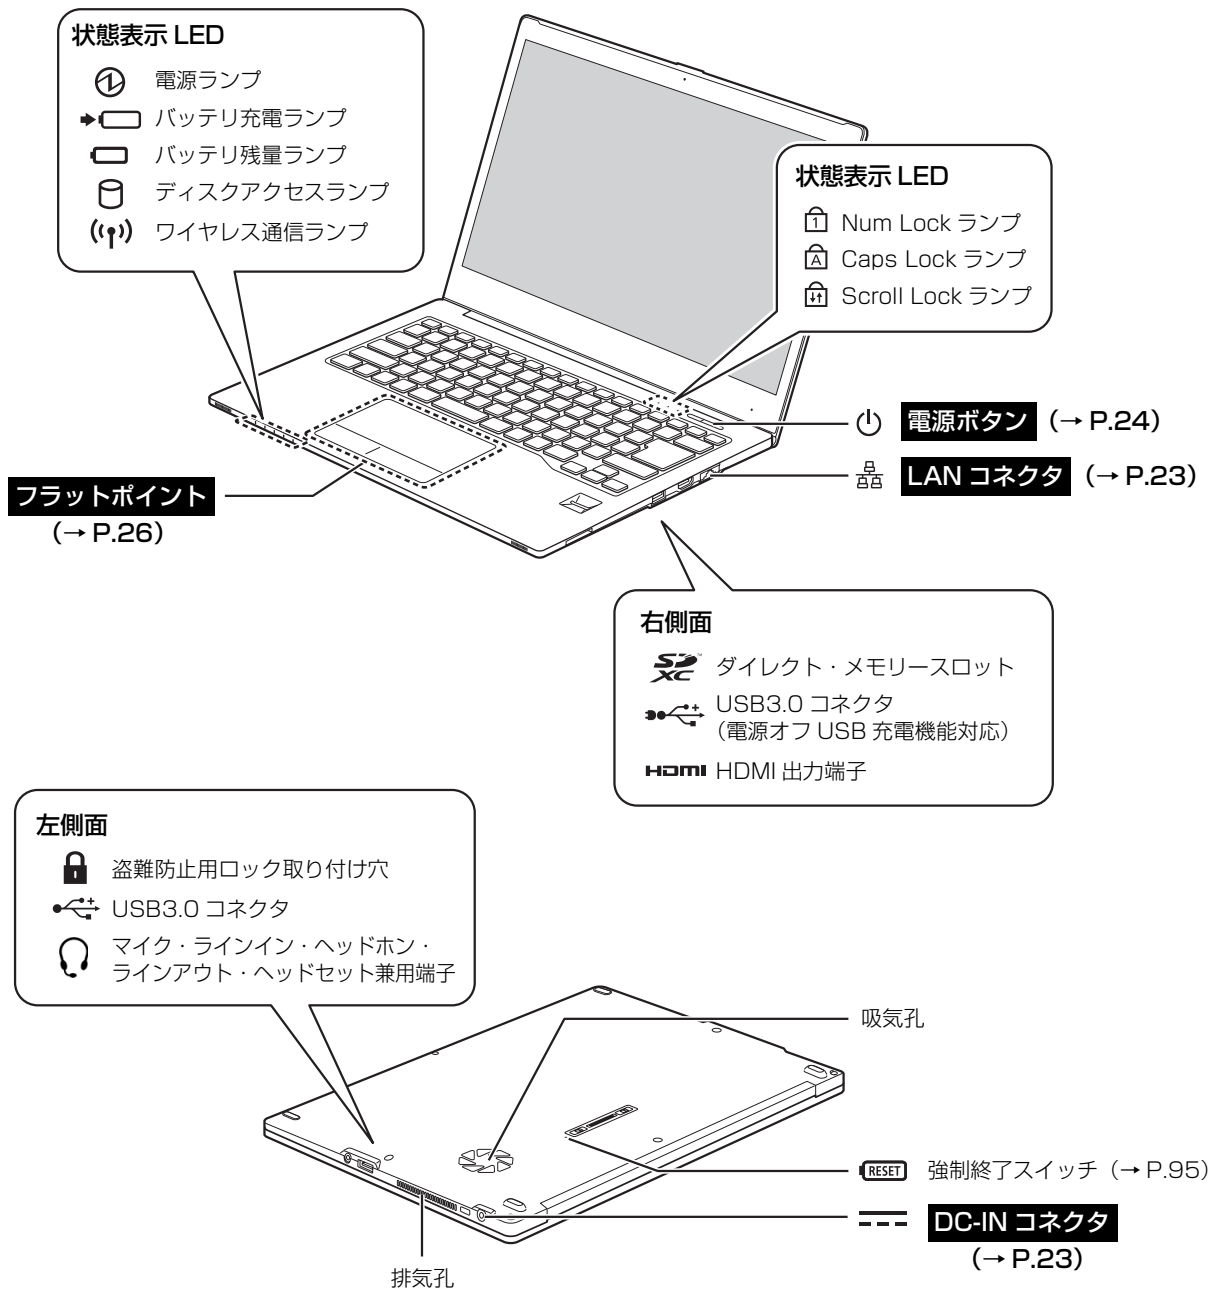 状態表示 LED
電源ランプ
バッテリ充電ランプ
バッテリ残量ランプ
ディスクアクセスランプ
ワイヤレス通信ランプ
状態表示 LED
1 Num Lock ランプ
A Caps Lock ランプ
Scroll Lock ランプ
電源ボタン（→ P.24）
LAN コネクタ（→ P.23）
フラットポイント
（→ P.26）
右側面
SD XC ™ ダイレクト・メモリースロット
USB3.0 コネクタ
（電源オフ USB 充電機能対応）
HDMI HDMI 出力端子
左側面
盗難防止用ロック取り付け穴
USB3.0 コネクタ
マイク・ラインイン・ヘッドホン・
ラインアウト・ヘッドセット兼用端子
吸気孔
RESET 強制終了スイッチ（→ P.95）
DC-IN コネクタ
（→ P.23）
排気孔